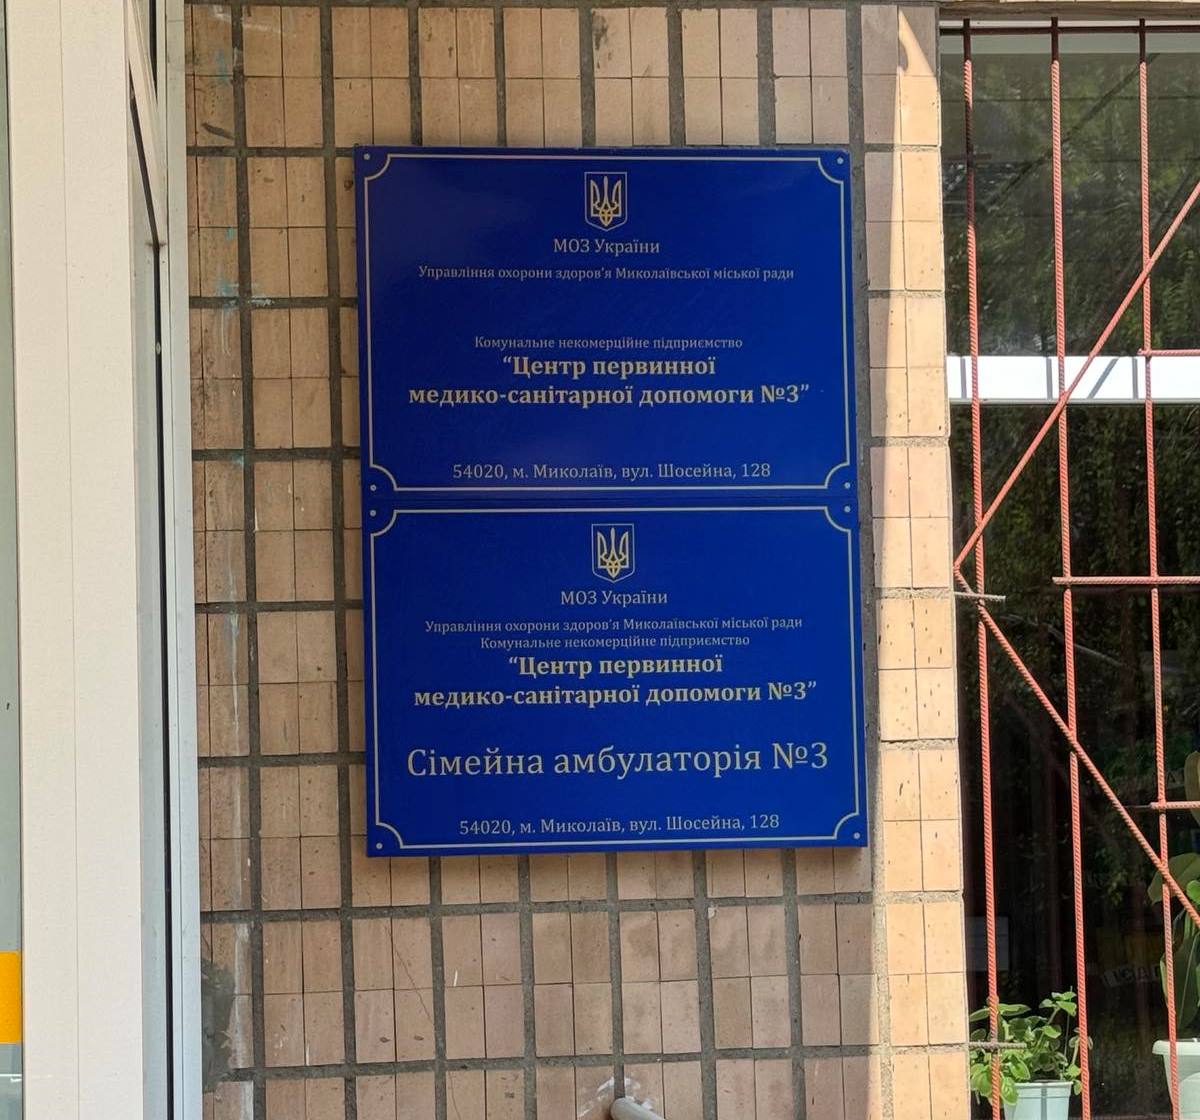 МОЗ України
Управління охорони здоров'я Миколаївської міської ради
Комунальне некомерційне підприємство
“Центр первинної
медико-санітарної допомоги №3”
54020, м. Миколаїв, вул. Шосейна, 128
МОЗ України
Управління охорони здоров'я Миколаївської міської ради
Комунальне некомерційне підприємство
“Центр первинної
медико-санітарної допомоги №3”
Сімейна амбулаторія №3
54020, м. Миколаїв, вул. Шосейна, 128